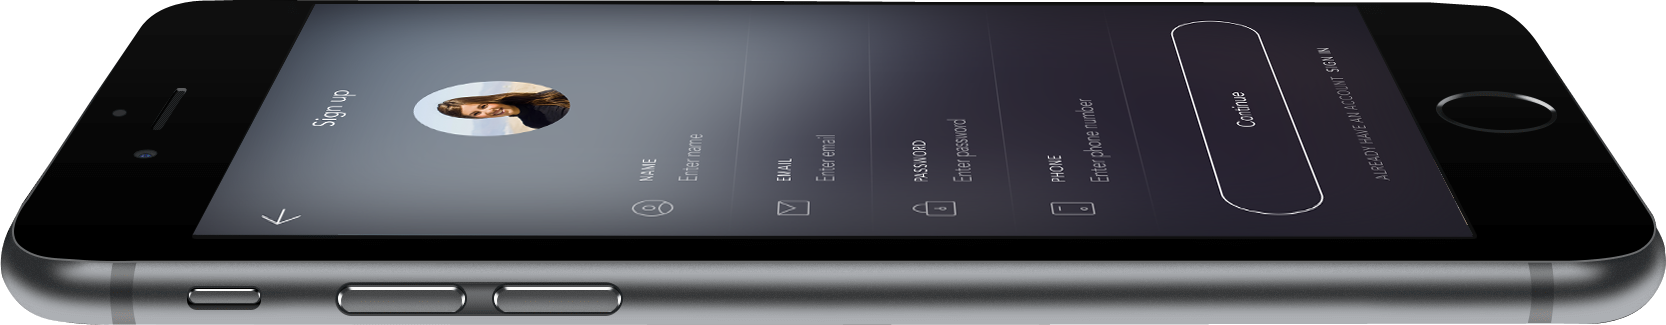 Sign up
NAME
Enter name
EMAIL
Enter email
PASSWORD
Enter password
PHONE
Enter phone number
Continue
ALREADY HAVE AN ACCOUNT SIGN IN